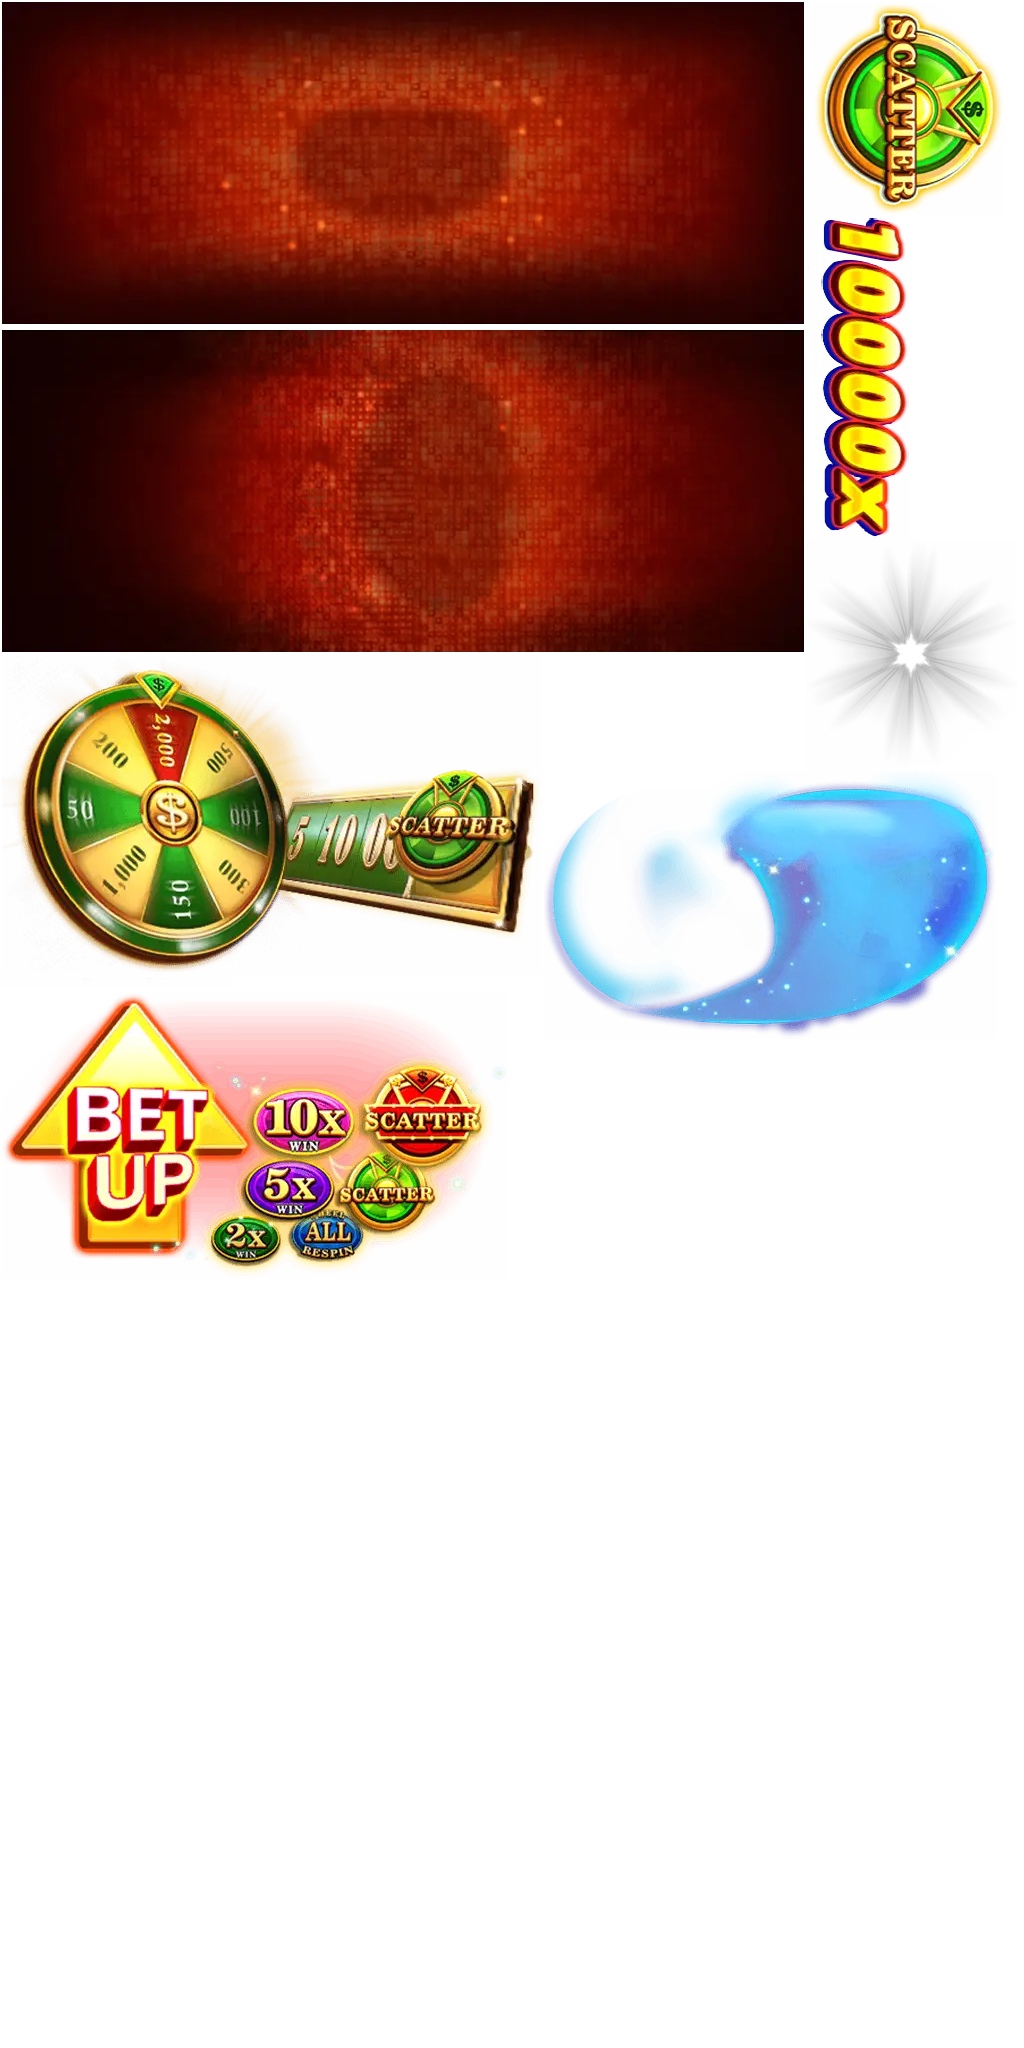 $
SCATTER
10000x
$
2,000
500
100
300
150
1,000
50
200
$
5 10
$
SCATTER
BET
UP
10x
WIN
$
SCATTER
5x
WIN
SCATTER
2x
WIN
ALL
RESPIN